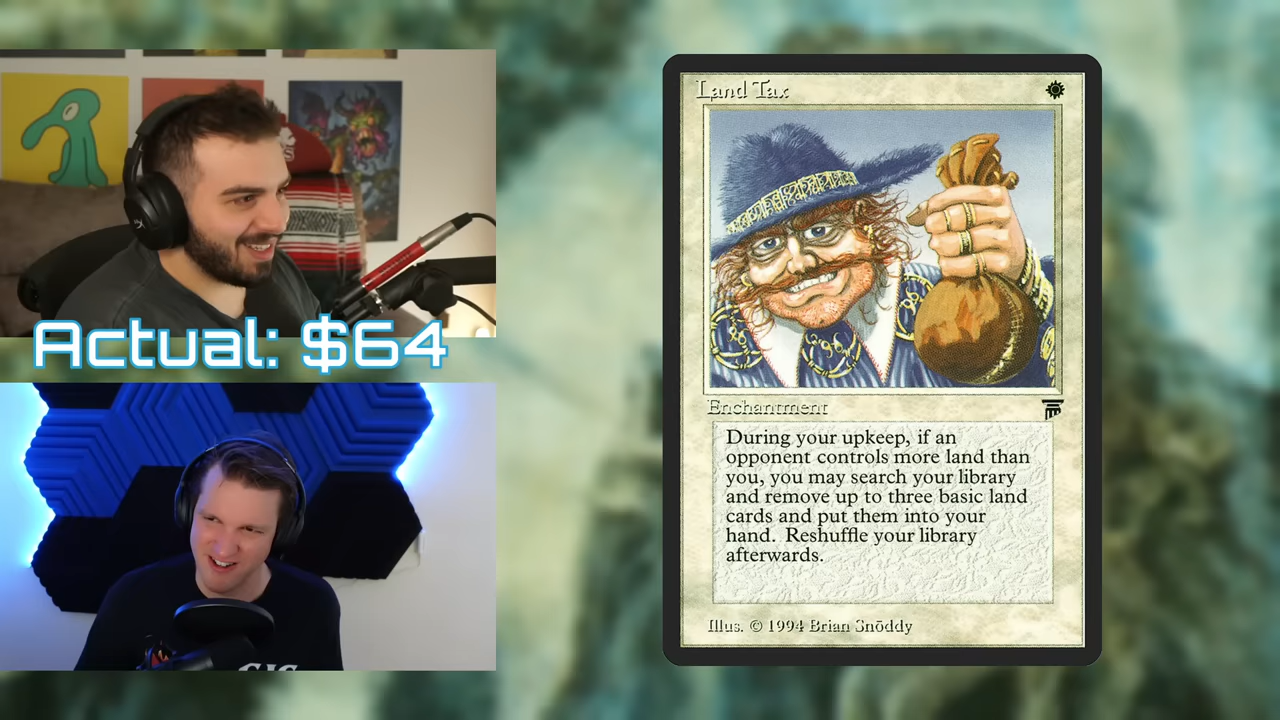 Actual: $64
Land Tax
Enchantment
During your upkeep, if an
opponent controls more land than
you, you may search your library
and remove up to three basic land
cards and put them into your
hand. Reshuffle your library
afterwards.
Illus. © 1994 Brian Snōddy